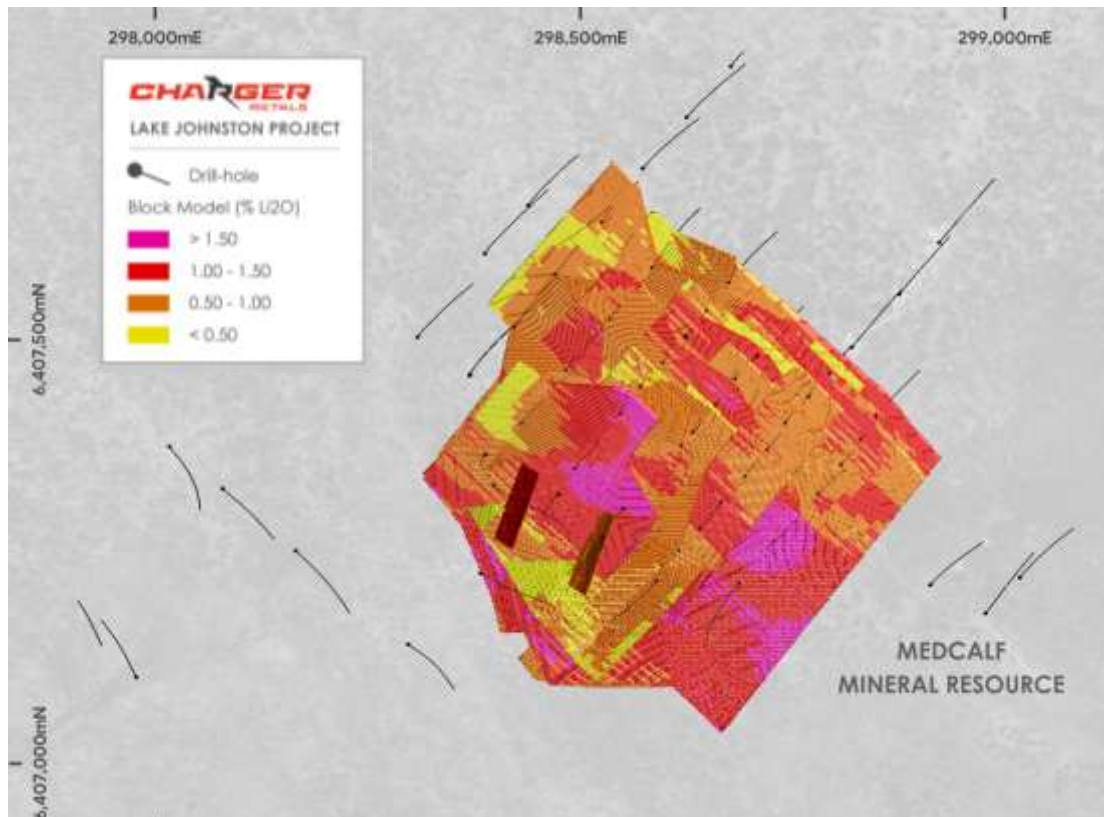 298,000mE
298,500mE
299,000mE
CHARGER
METALS
LAKE JOHNSTON PROJECT
Drill-hole
Block Model (% Li2O)
> 1.50
1.00 - 1.50
0.50 - 1.00
< 0.50
6,407,500mN
MEDCALF
MINERAL RESOURCE
6,407,000mN